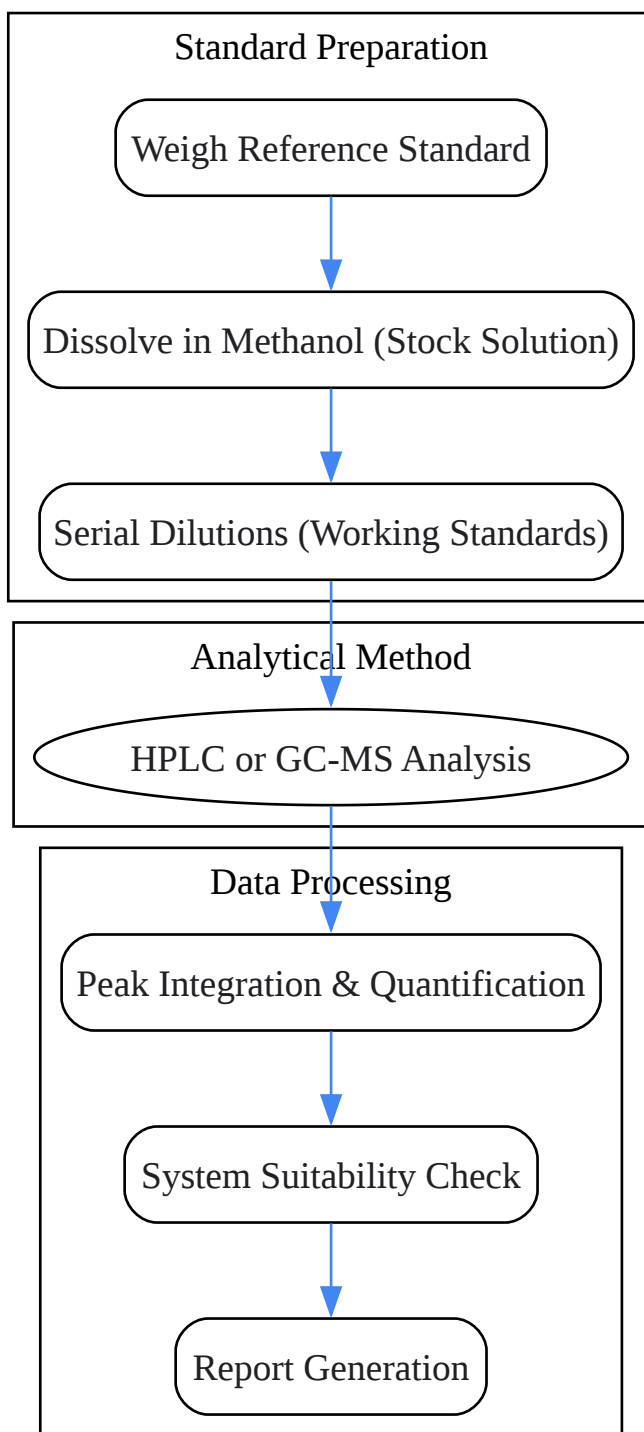 Standard Preparation
Weigh Reference Standard
Dissolve in Methanol (Stock Solution)
Serial Dilutions (Working Standards)
Analytical Method
HPLC or GC-MS Analysis
Data Processing
Peak Integration & Quantification
System Suitability Check
Report Generation